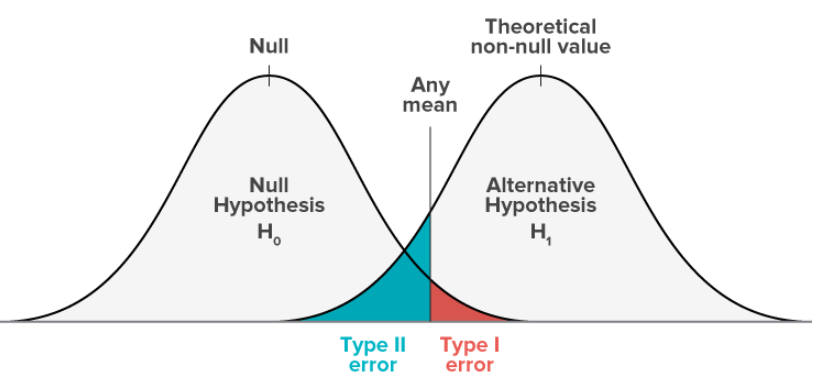 Null
Theoretical
non-null value
Any
mean
Null
Hypothesis
H₀
Alternative
Hypothesis
H₁
Type II
error
Type I
error